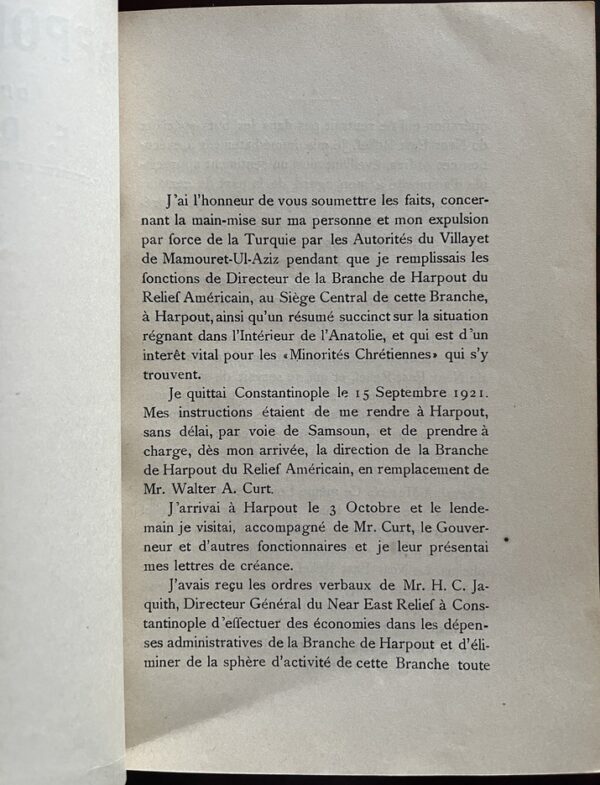 J'ai l'honneur de vous soumettre les faits, concer-
nant la main-mise sur ma personne et mon expulsion
par force de la Turquie par les Autorités du Villayet
de Mamouret-Ul-Aziz pendant que je remplissais les
fonctions de Directeur de la Branche de Harpout du
Relief Américain, au Siège Central de cette Branche,
à Harpout, ainsi qu'un résumé succinct sur la situation
régnant dans l'Intérieur de l'Anatolie, et qui est d'un
interêt vital pour les «Minorités Chrétiennes» qui s'y
trouvent.
Je quittai Constantinople le 15 Septembre 1921.
Mes instructions étaient de me rendre à Harpout,
sans délai, par voie de Samsoun, et de prendre à
charge, dès mon arrivée, la direction de la Branche
de Harpout du Relief Américain, en remplacement de
Mr. Walter A. Curt.
J'arrivai à Harpout le 3 Octobre et le lende-
main je visitai, accompagné de Mr. Curt, le Gouver-
neur et d'autres fonctionnaires et je leur présentai
mes lettres de créance.
J'avais reçu les ordres verbaux de Mr. H. C. Ja-
quith, Directeur Général du Near East Relief à Cons-
tantinople d'effectuer des économies dans les dépen-
ses administratives de la Branche de Harpout et d'éli-
miner de la sphère d'activité de cette Branche toute